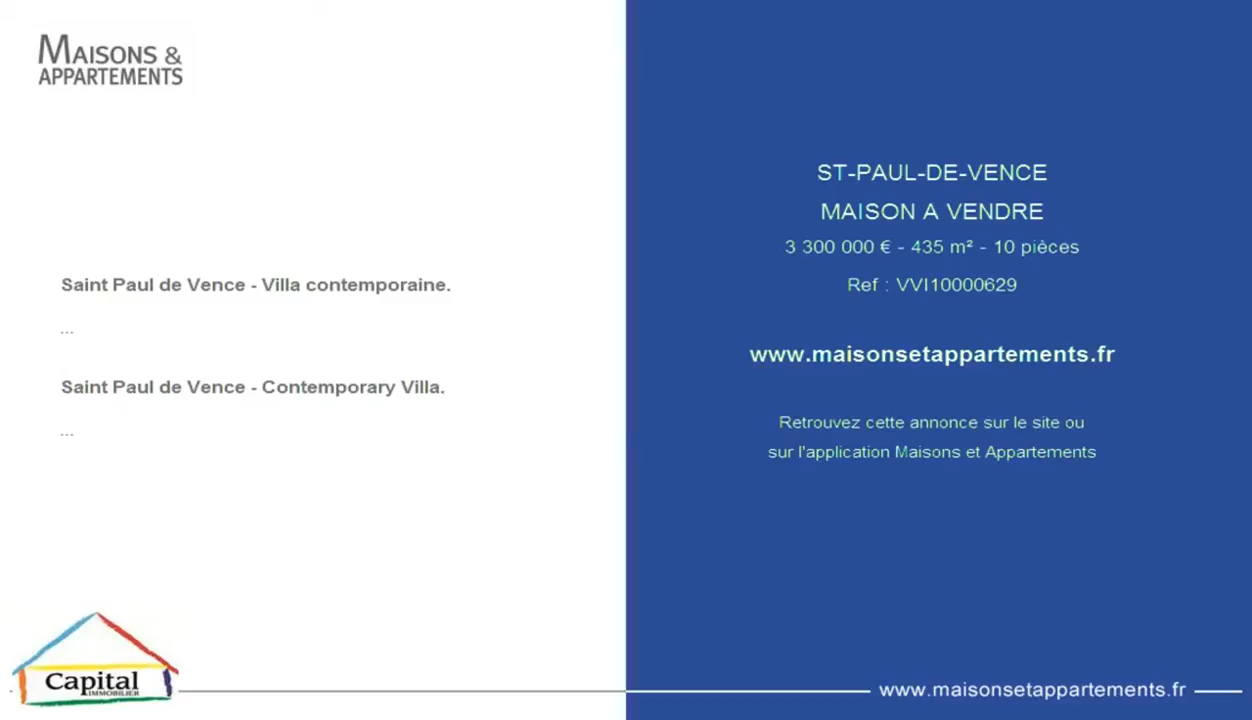 MAISONS &
APPARTEMENTS
Saint Paul de Vence - Villa contemporaine.
...
Saint Paul de Vence - Contemporary Villa.
...
ST-PAUL-DE-VENCE
MAISON A VENDRE
3 300 000 € - 435 m² - 10 pièces
Ref : VVI10000629
www.maisonsetappartements.fr
Retrouvez cette annonce sur le site ou
sur l'application Maisons et Appartements
Capital
IMMOBILIER
www.maisonsetappartements.fr